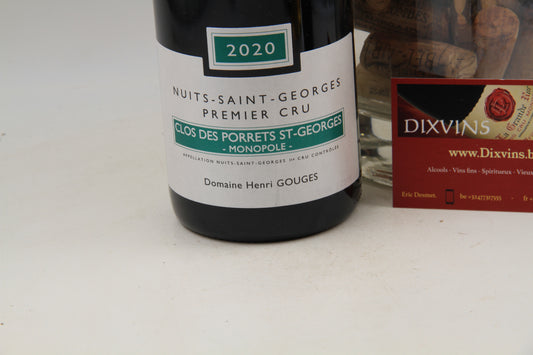 2020
NUITS-SAINT-GEORGES
PREMIER CRU
CLOS DES PORRETS ST-GEORGES
- MONOPOLE -
APPELLATION NUITS-SAINT-GEORGES 1er CRU CONTRÔLÉE
Domaine Henri GOUGES
DIXVINS
www.Dixvins.b
Alcools - Vins fins - Spiritueux - Vieux
Eric Desmet.